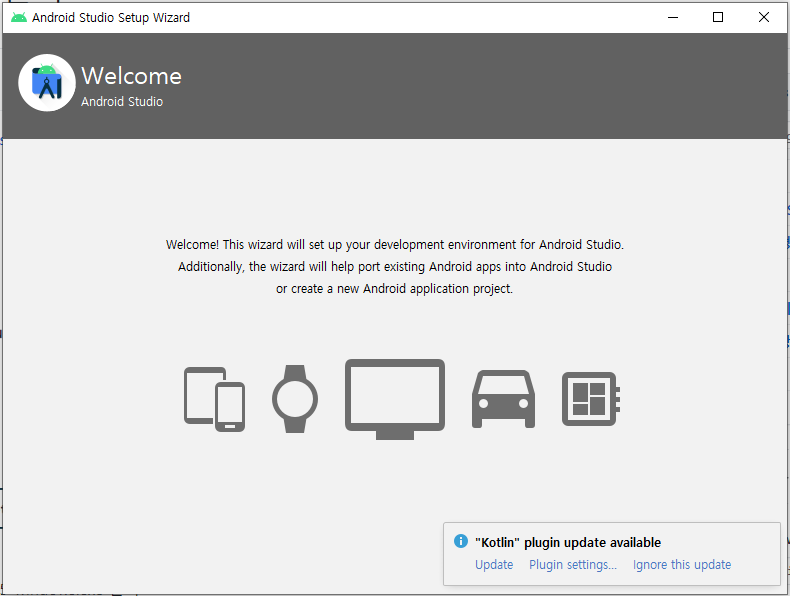 Android Studio Setup Wizard
Welcome
Android Studio
Welcome! This wizard will set up your development environment for Android Studio.
Additionally, the wizard will help port existing Android apps into Android Studio
or create a new Android application project.
"Kotlin" plugin update available
Update Plugin settings... Ignore this update